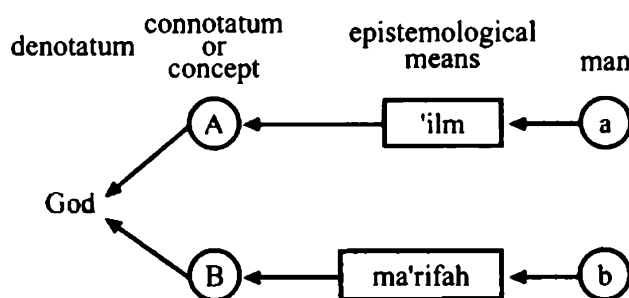 denotatum connotatum or concept epistemological means man
A 'ilm a
God
B ma'rifah b